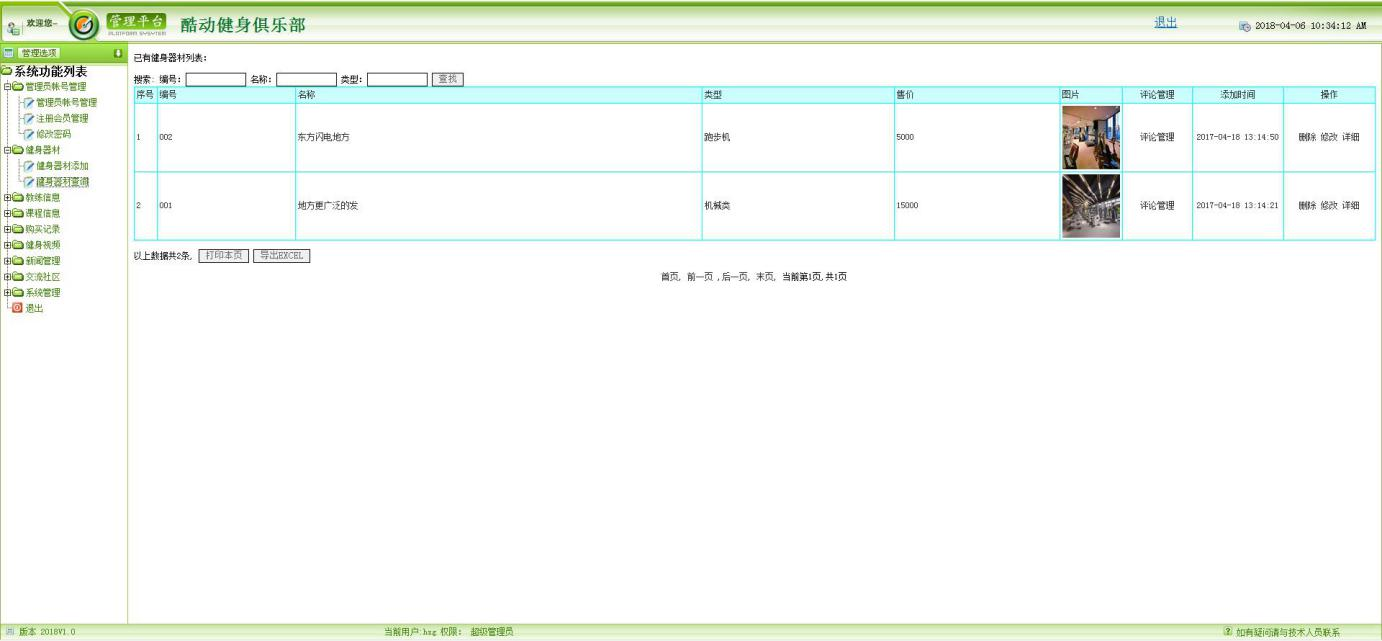 欢迎您- 管理平台 PLATFORM SYSYTEM 酷动健身俱乐部 退出 2018-04-06 10:34:12 AM
管理选项
系统功能列表
管理员帐号管理
管理员帐号管理
注册会员管理
修改密码
健身器材
健身器材添加
健身器材查询
教练信息
课程信息
购买记录
健身视频
新闻管理
交流社区
系统管理
退出
已有健身器材列表:
搜索: 编号: 名称: 类型: 查找
序号 编号 名称 类型 售价 图片 评论管理 添加时间 操作
1 002 东方闪电地方 跑步机 5000 评论管理 2017-04-18 13:14:50 删除 修改 详细
2 001 地方更广泛的发 机械类 15000 评论管理 2017-04-18 13:14:21 删除 修改 详细
以上数据共2条, 打印本页 导出EXCEL
首页, 前一页 ,后一页, 末页, 当前第1页,共1页
版本 2018V1.0 当前用户:hsg 权限: 超级管理员 如有疑问请与技术人员联系